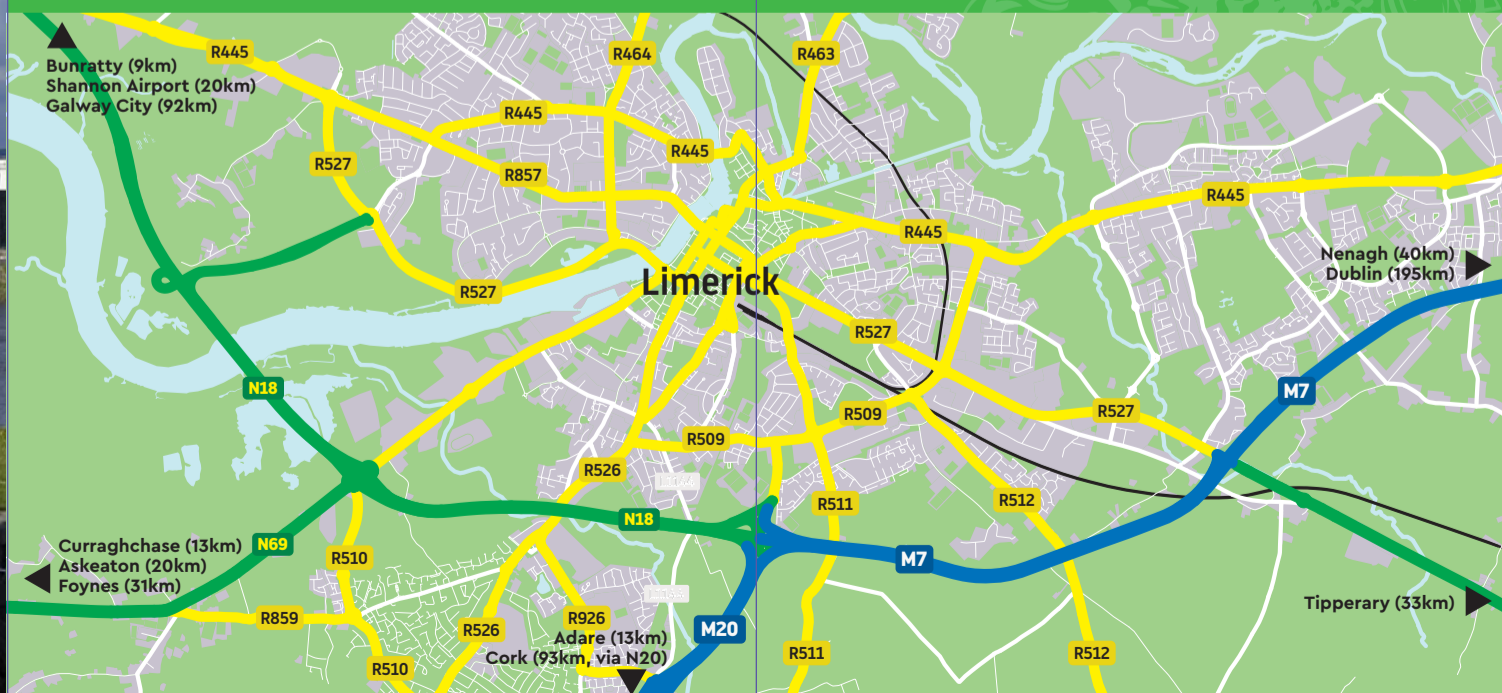 R464
R463
R445
Bunratty (9km)
Shannon Airport (20km)
Galway City (92km)
R445
R445
R527
R857
R445
R445
Nenagh (40km)
Dublin (195km)
Limerick
R527
R527
N18
M7
R527
R509
R509
R526
R511
R512
N18
Curraghchase (13km)
Askeaton (20km)
Foynes (31km)
N69
R510
M7
Tipperary (33km)
R859
R526
R926
M20
Adare (13km)
Cork (93km, via N20)
R510
R511
R512